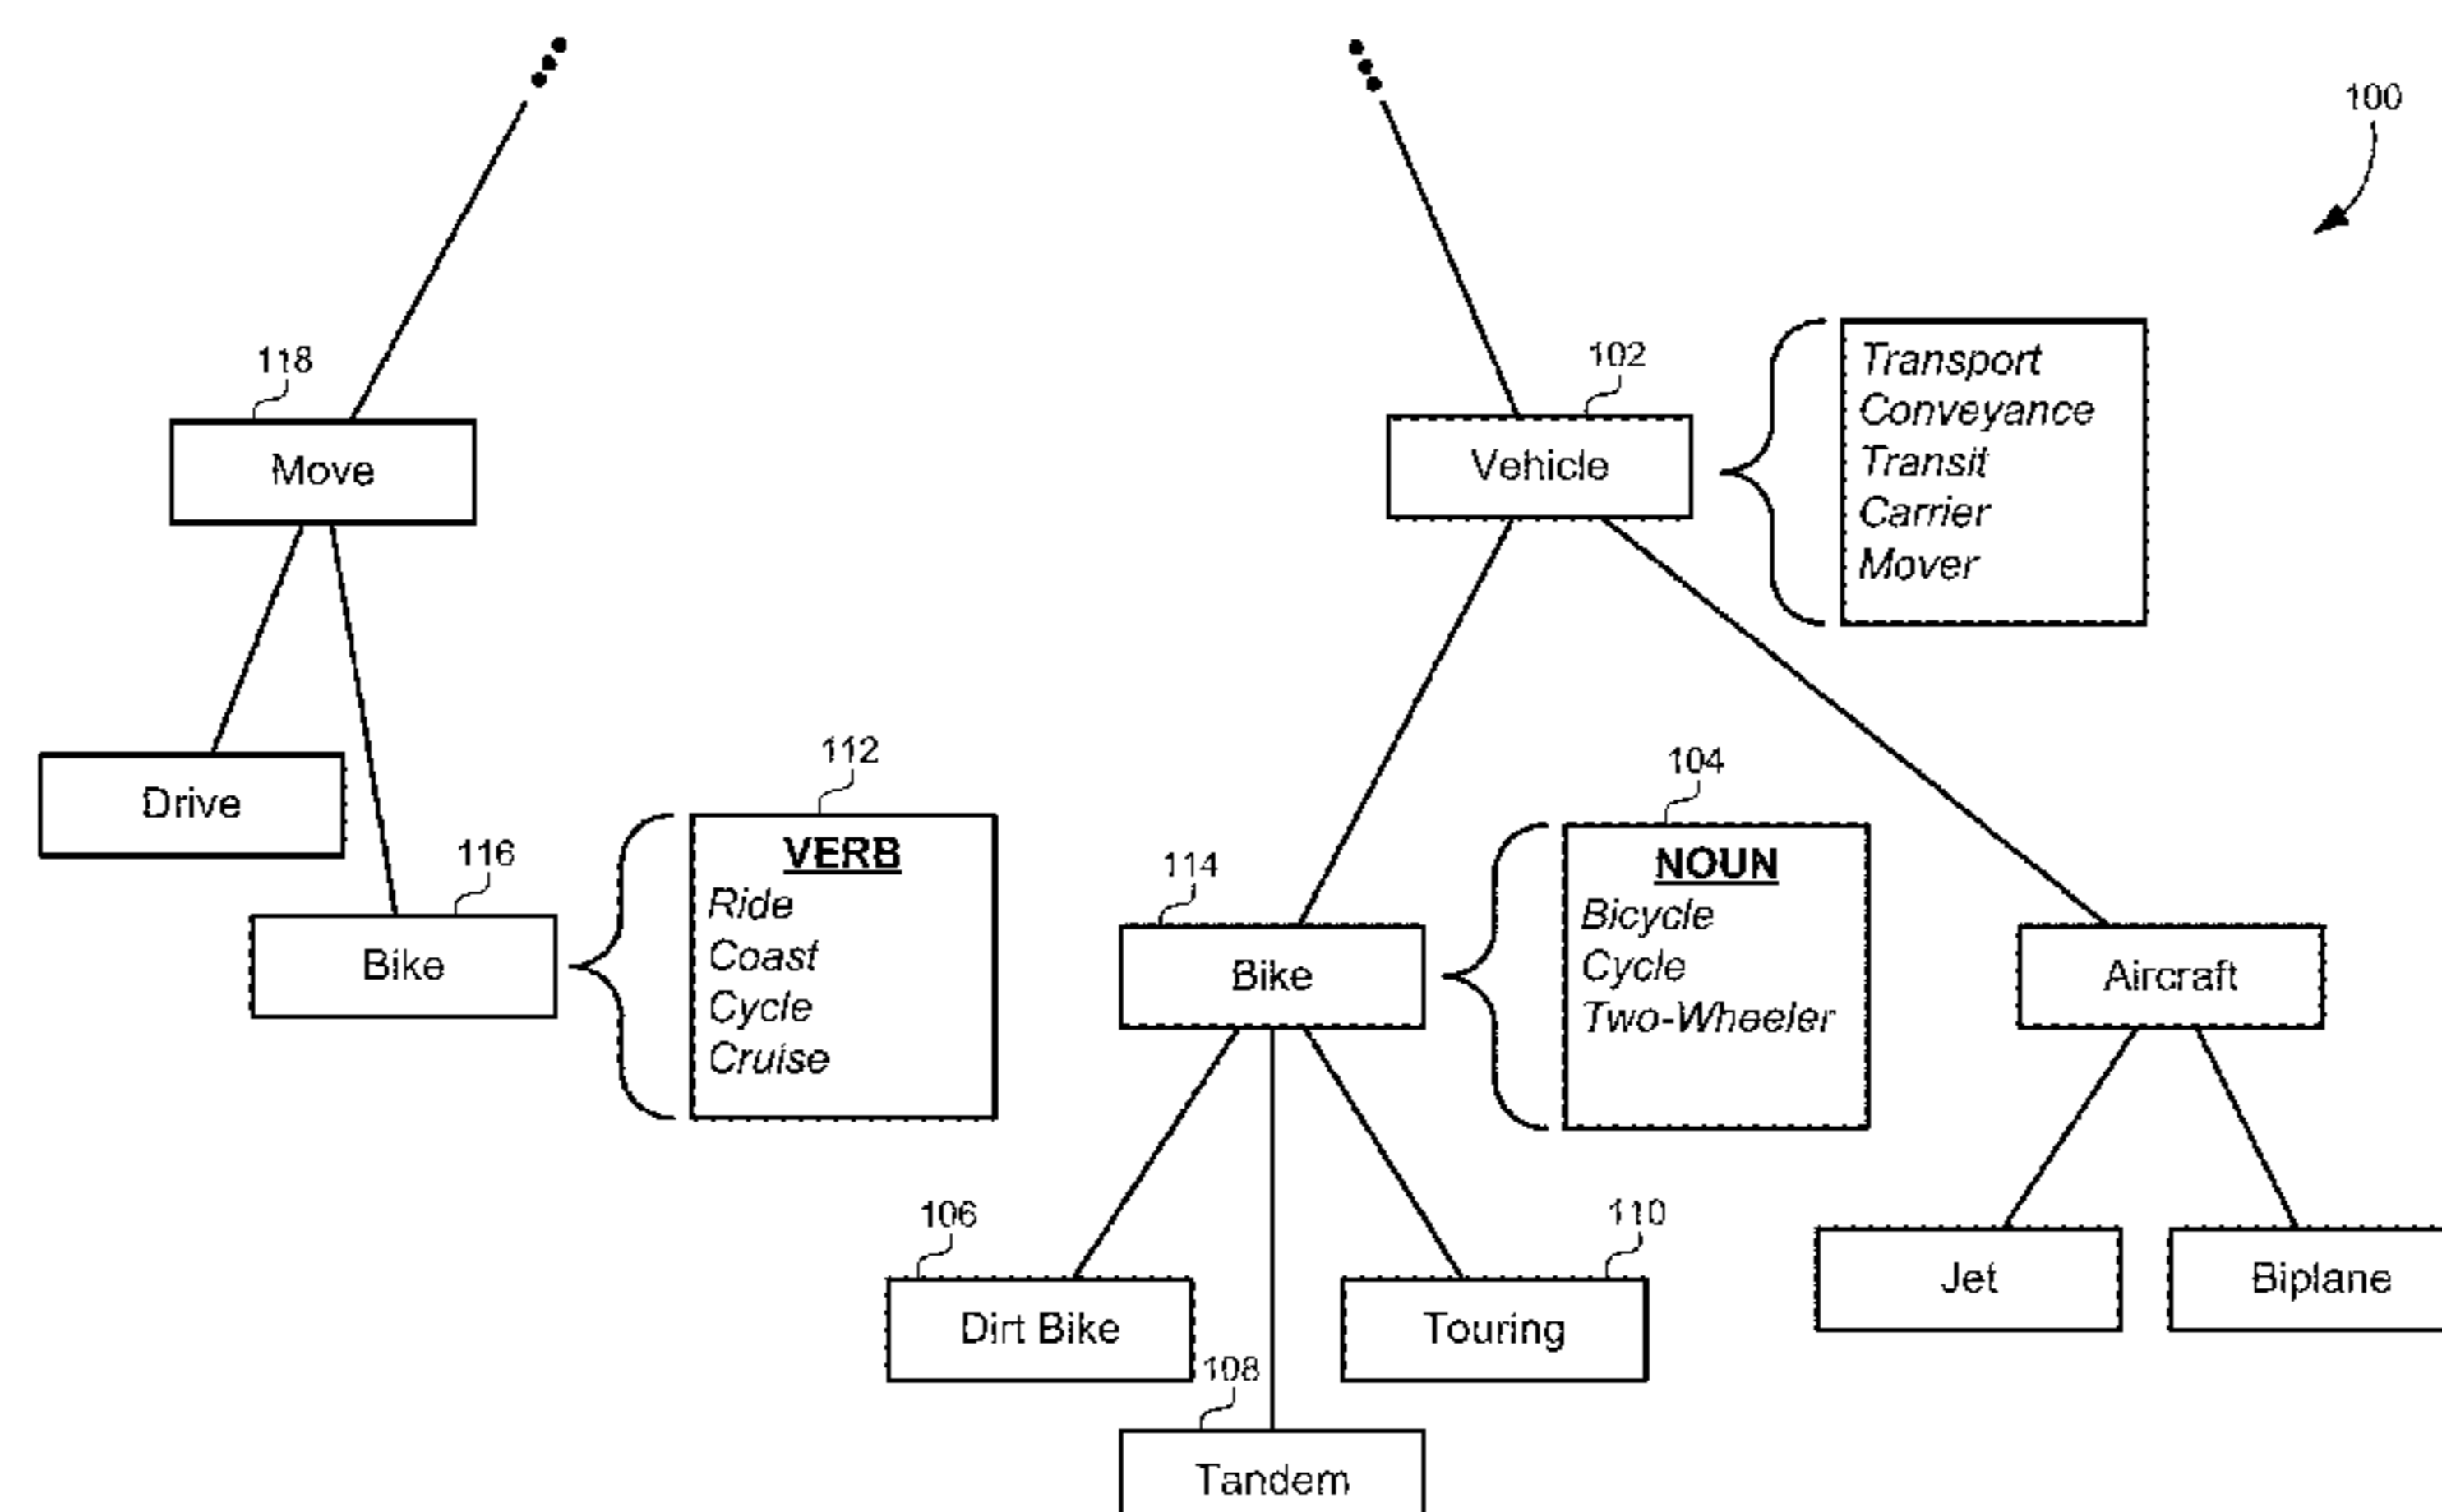 100
118
102
Move
Vehicle
Transport
Conveyance
Transit
Carrier
Mover
Drive
112
104
116
114
VERB
Ride
Coast
Cycle
Cruise
NOUN
Bicycle
Cycle
Two-Wheeler
Bike
Bike
Aircraft
106
110
Dirt Bike
Touring
Jet
Biplane
108
Tandem